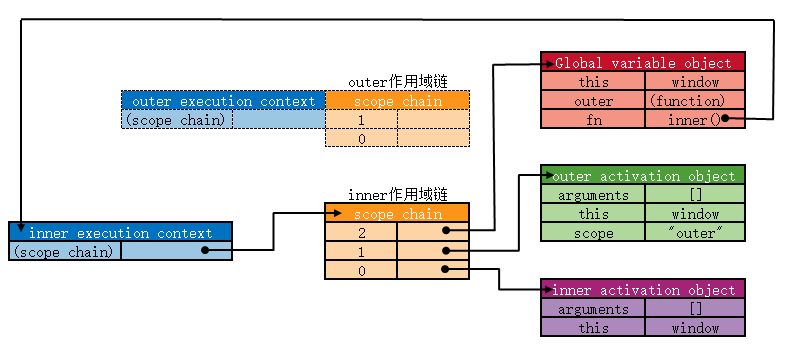 Global variable object
this window
outer (function)
fn inner()
outer作用域链
outer execution context scope chain
(scope chain) 1
0
outer activation object
arguments []
this window
scope "outer"
inner作用域链
scope chain
inner execution context 2
(scope chain) 1
0
inner activation object
arguments []
this window